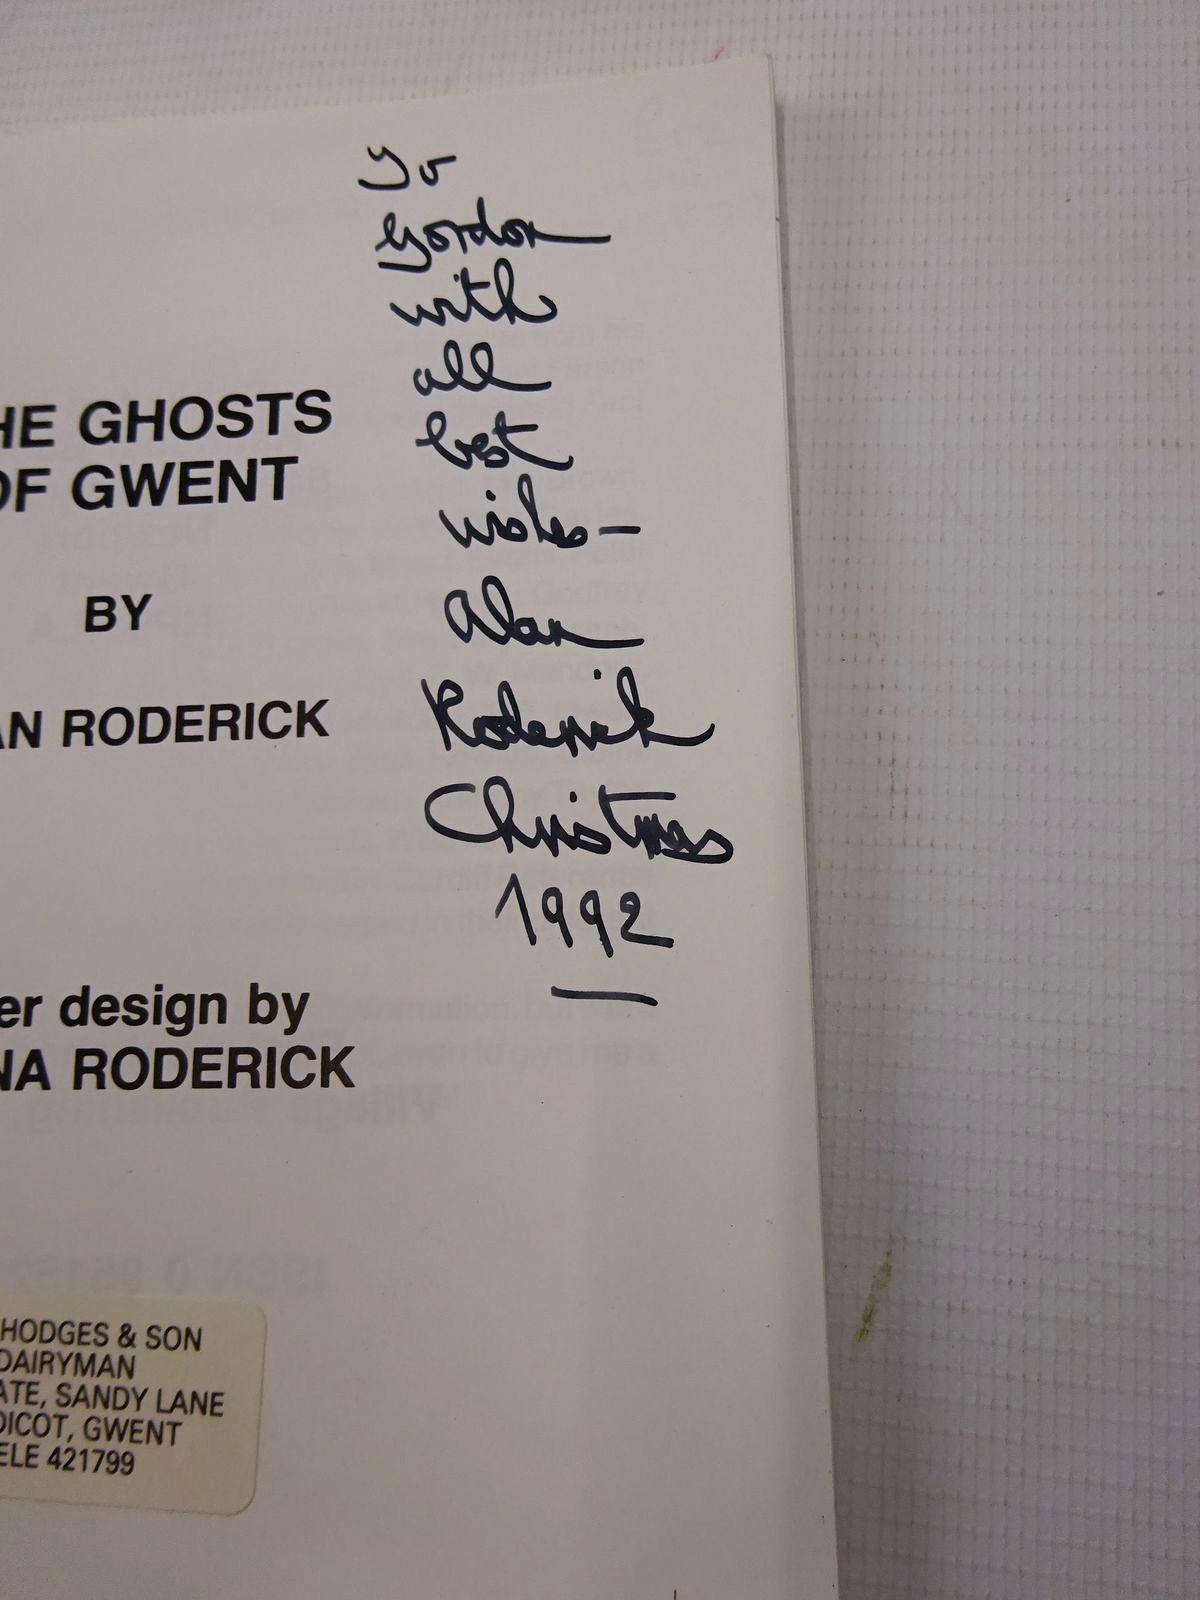 To
Gordon
with
all
best
wishes –
Alan
Roderick
Christmas
1992
HE GHOSTS
OF GWENT
BY
AN RODERICK
er design by
NA RODERICK
HODGES & SON
DAIRYMAN
ATE, SANDY LANE
DICOT, GWENT
ELE 421799